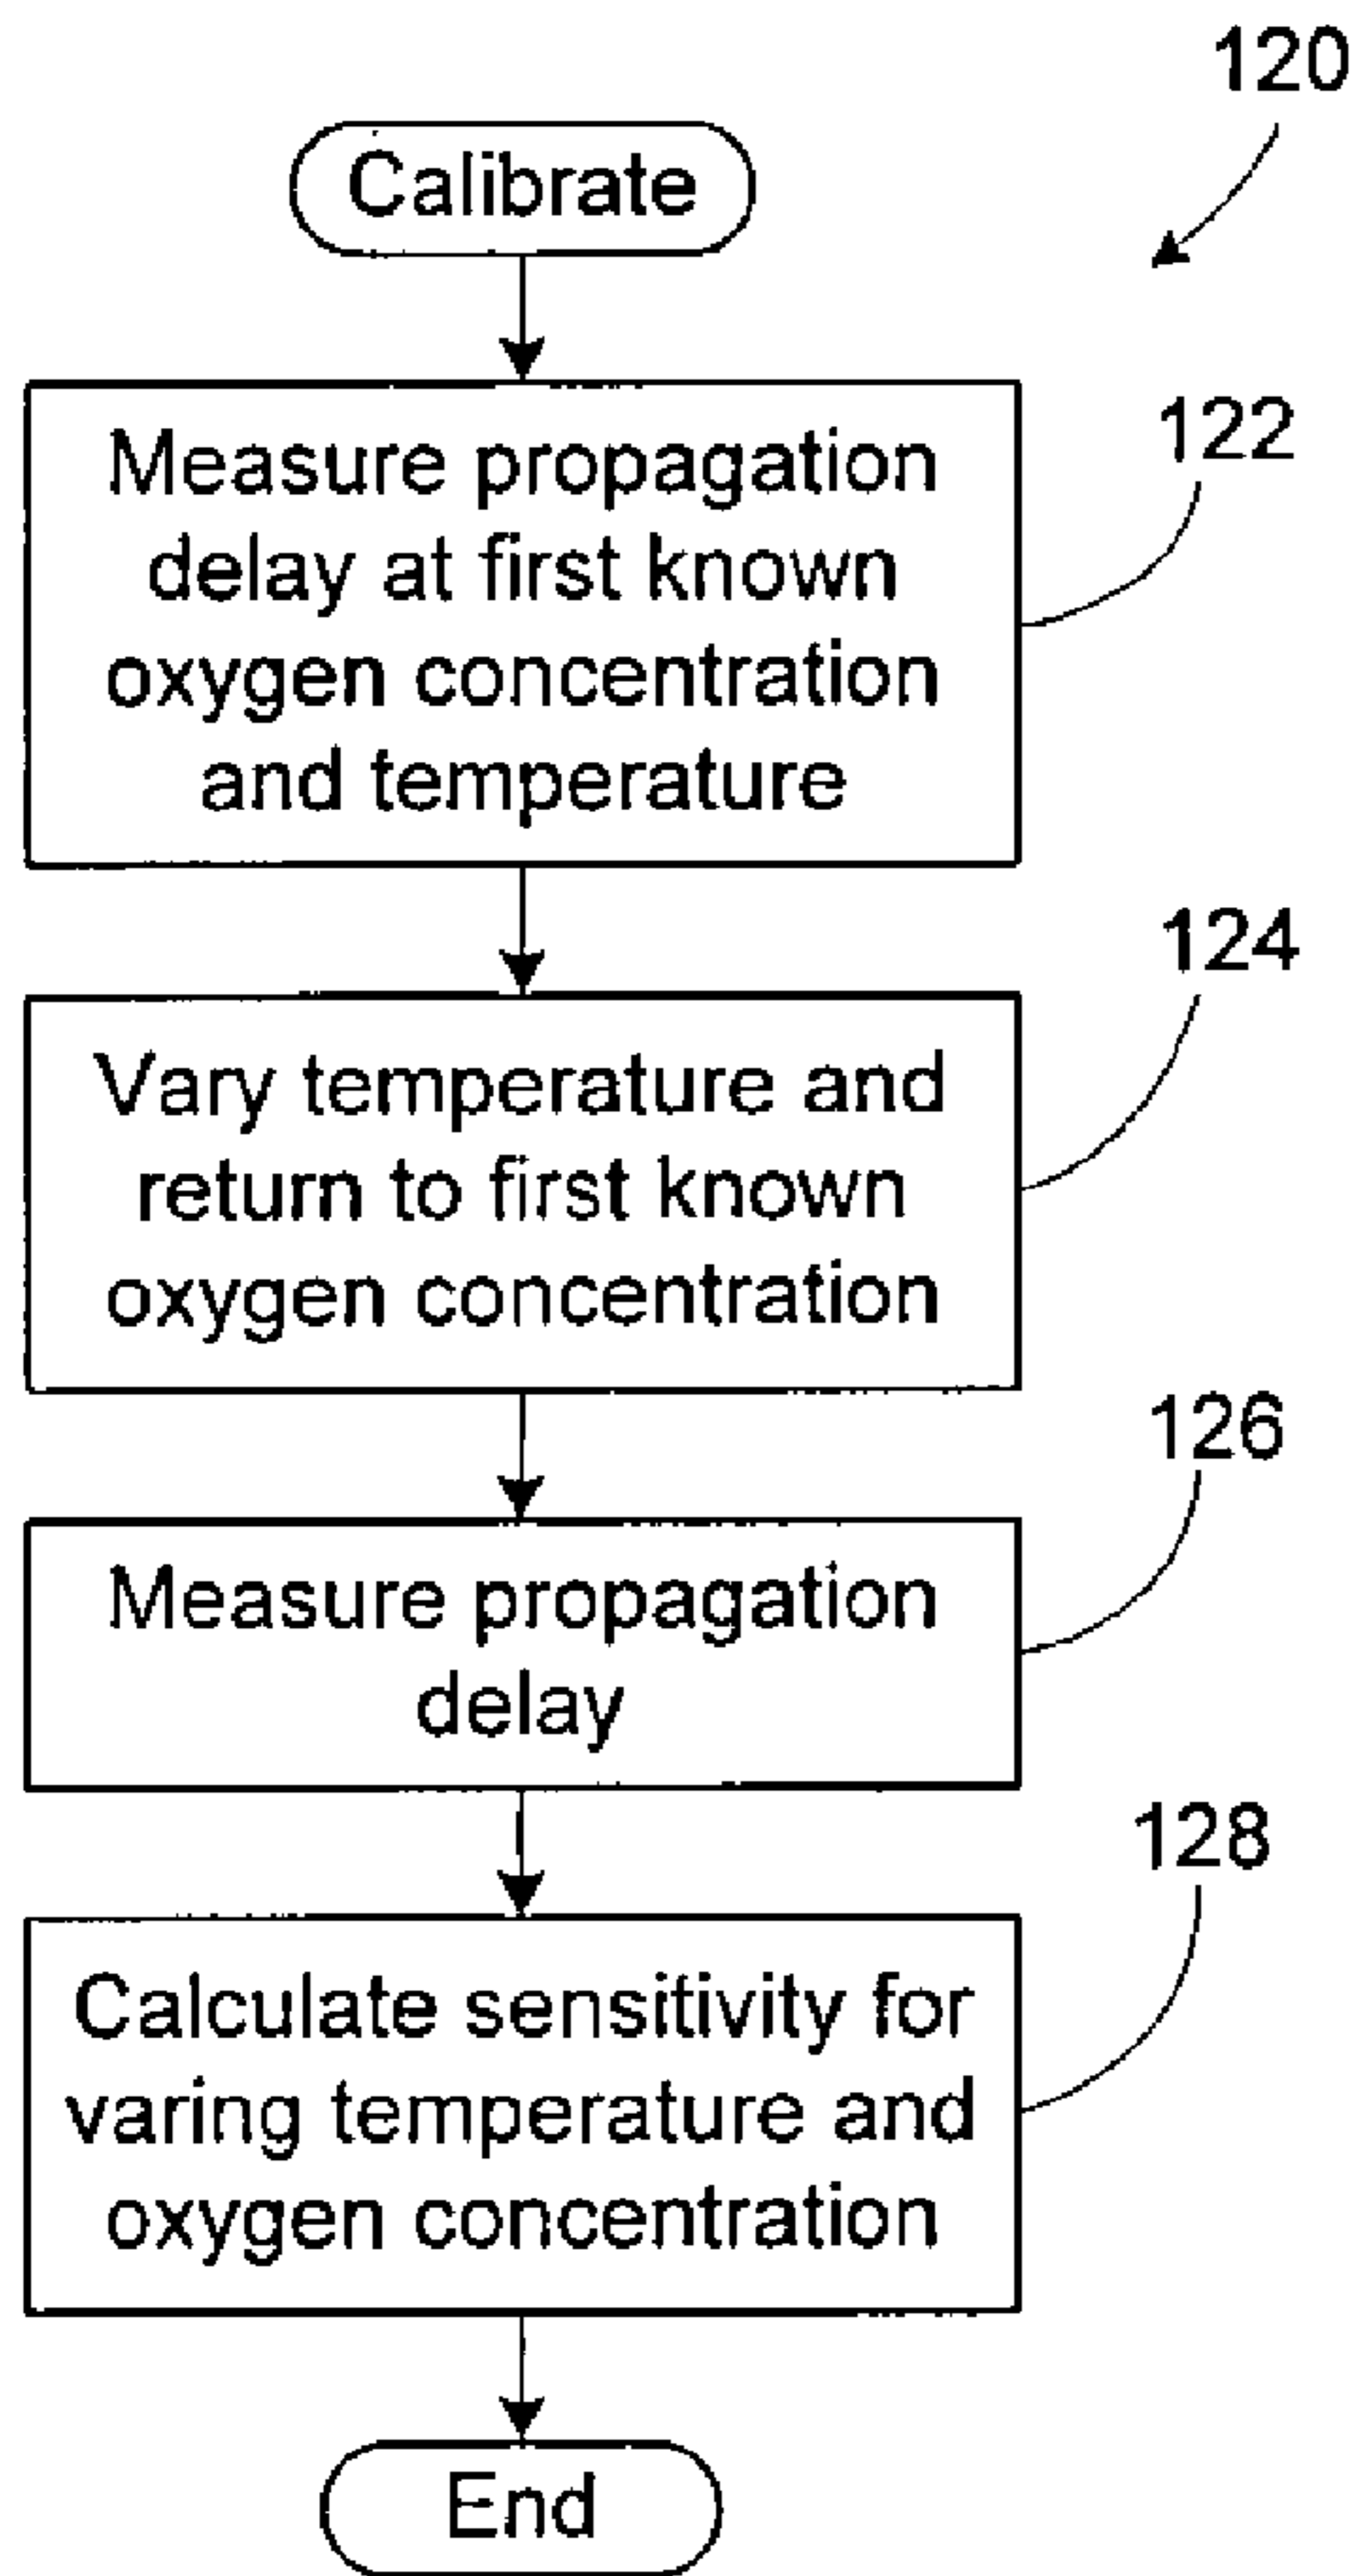 120
Calibrate
Measure propagation
delay at first known
oxygen concentration
and temperature
122
Vary temperature and
return to first known
oxygen concentration
124
Measure propagation
delay
126
Calculate sensitivity for
varing temperature and
oxygen concentration
128
End